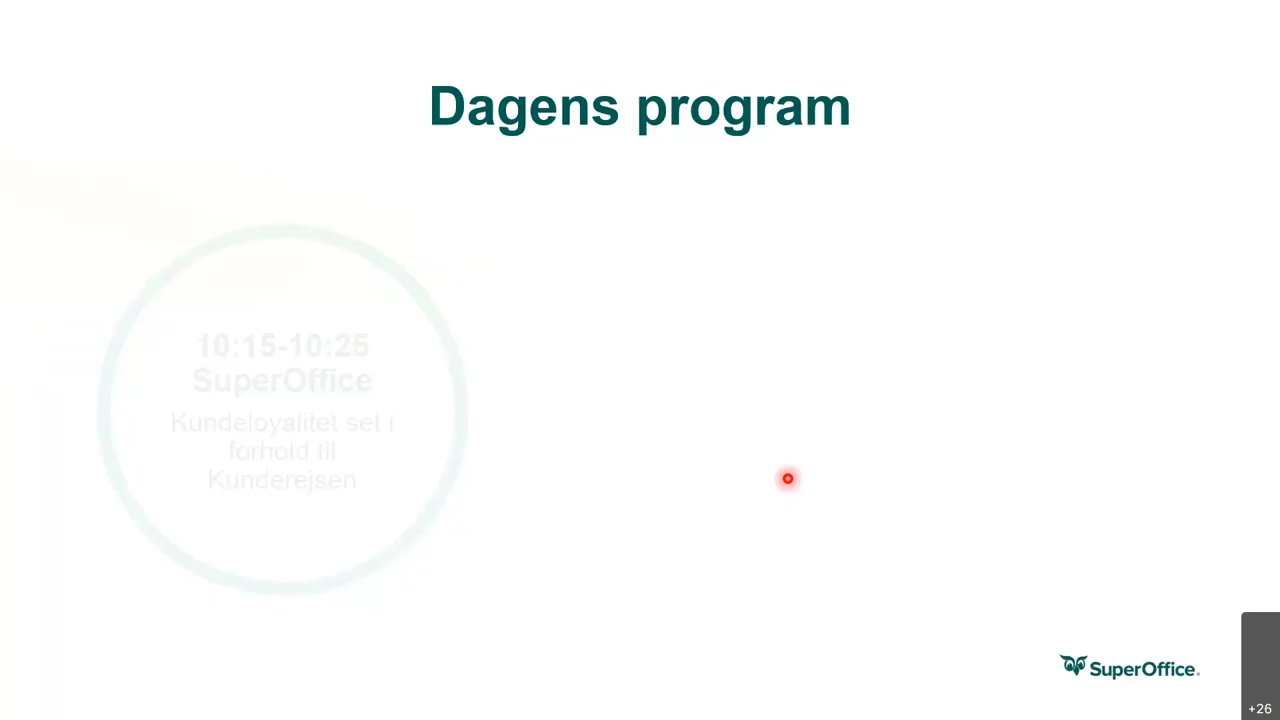 Dagens program
10:15-10:25
SuperOffice
Kundeloyalitet set i
forhold til
Kunderejsen
SuperOffice.
+26